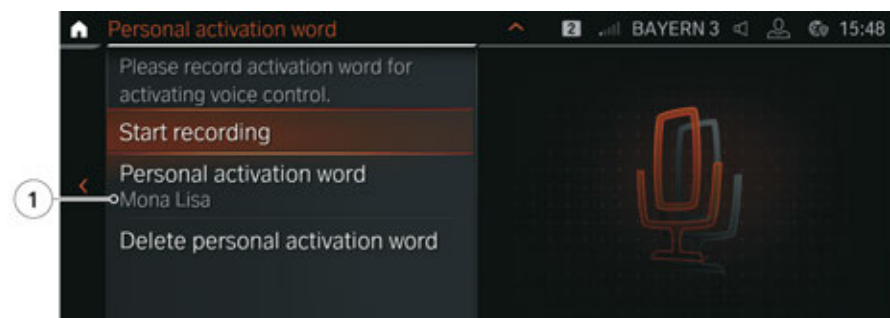 Personal activation word
2 BAYERN 3 15:48
Please record activation word for
activating voice control.
Start recording
Personal activation word
1
Mona Lisa
Delete personal activation word